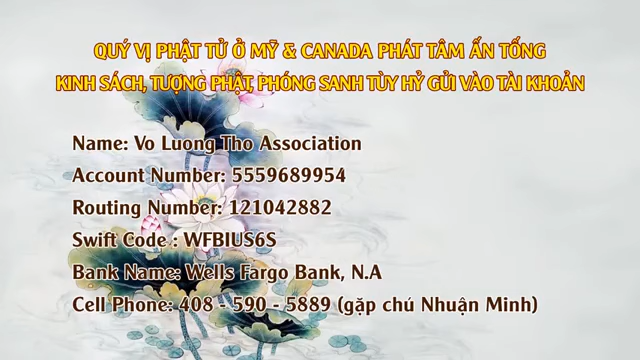 QUÝ VỊ PHẬT TỬ Ở MỸ & CANADA PHÁT TÂM ẤN TỐNG
KINH SÁCH, TƯỢNG PHẬT, PHÓNG SANH TÙY HỶ GỬI VÀO TÀI KHOẢN
Name: Vo Luong Tho Association
Account Number: 5559689954
Routing Number: 121042882
Swift Code : WFBIUS6S
Bank Name: Wells Fargo Bank, N.A
Cell Phone: 408 - 590 - 5889 (gặp chú Nhuận Minh)